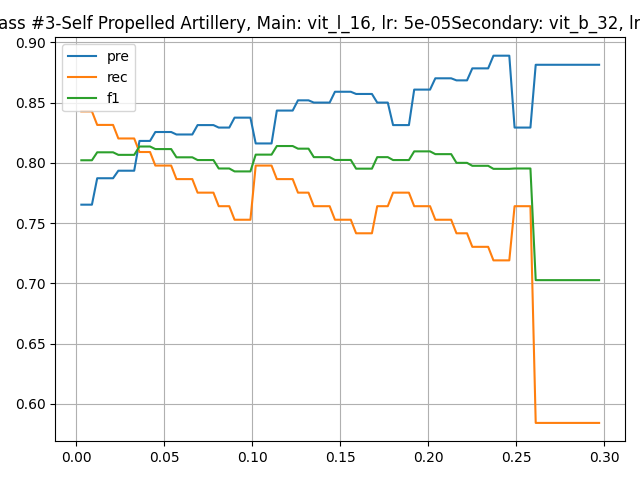 ass #3-Self Propelled Artillery, Main: vit_l_16, lr: 5e-05Secondary: vit_b_32, lr
pre
rec
f1
0.90
0.85
0.80
0.75
0.70
0.65
0.60
0.00 0.05 0.10 0.15 0.20 0.25 0.30